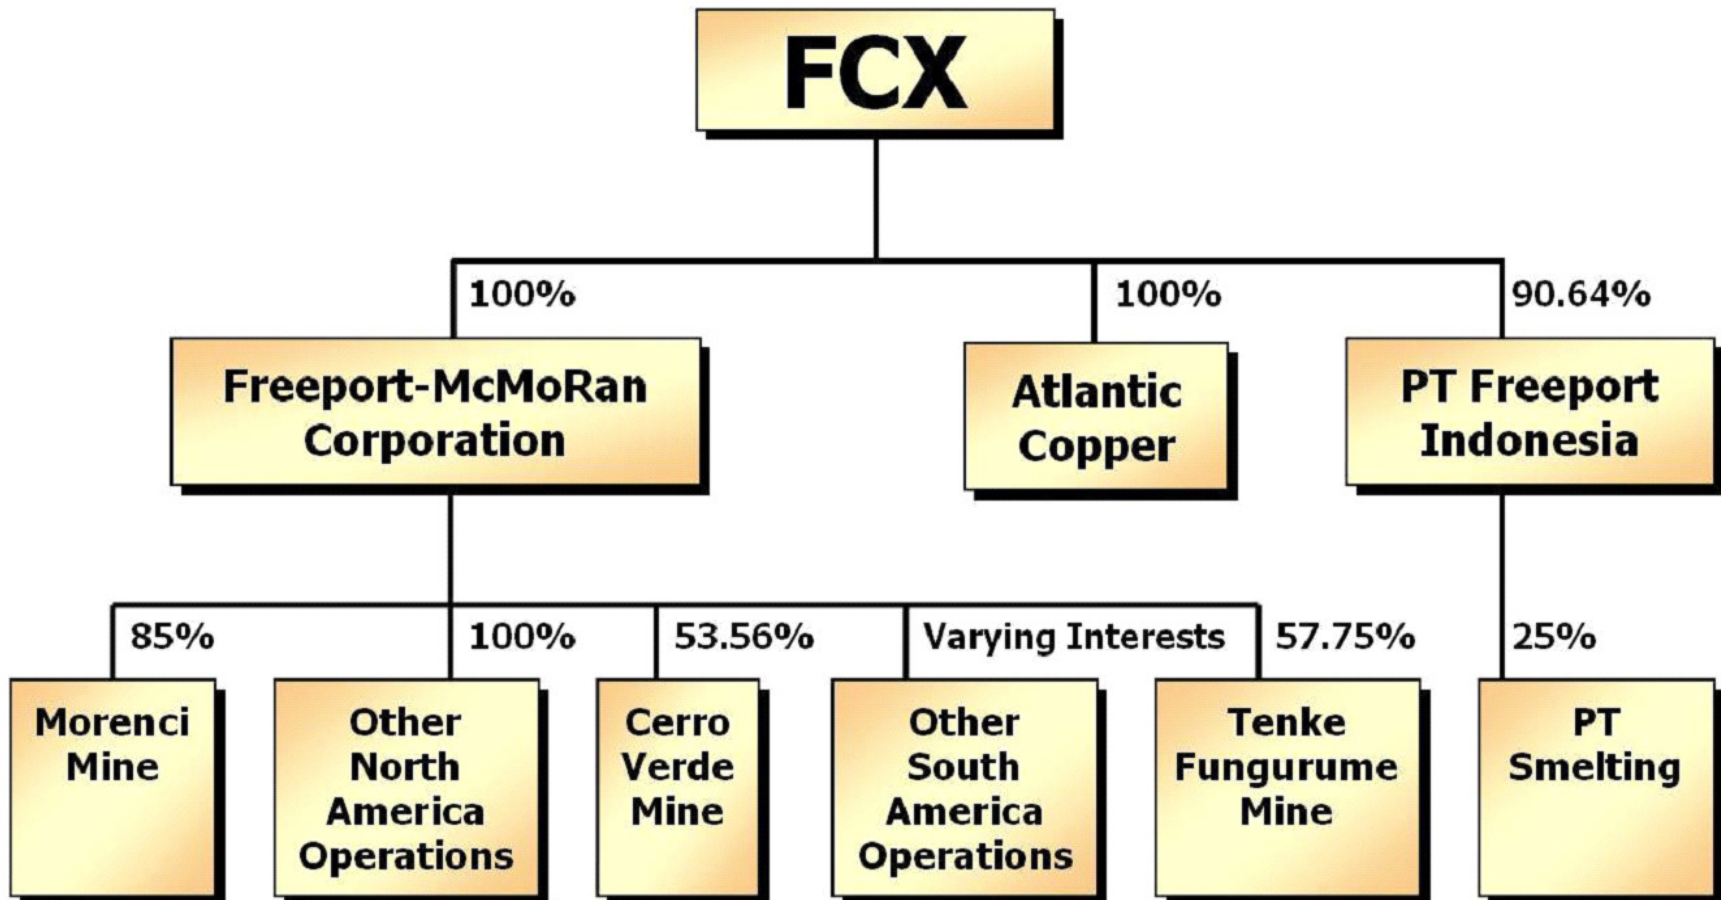 FCX
100%
100%
90.64%
Freeport-McMoRan
Corporation
Atlantic
Copper
PT Freeport
Indonesia
85%
100%
53.56%
Varying Interests
57.75%
25%
Morenci
Mine
Other
North
America
Operations
Cerro
Verde
Mine
Other
South
America
Operations
Tenke
Fungurume
Mine
PT
Smelting